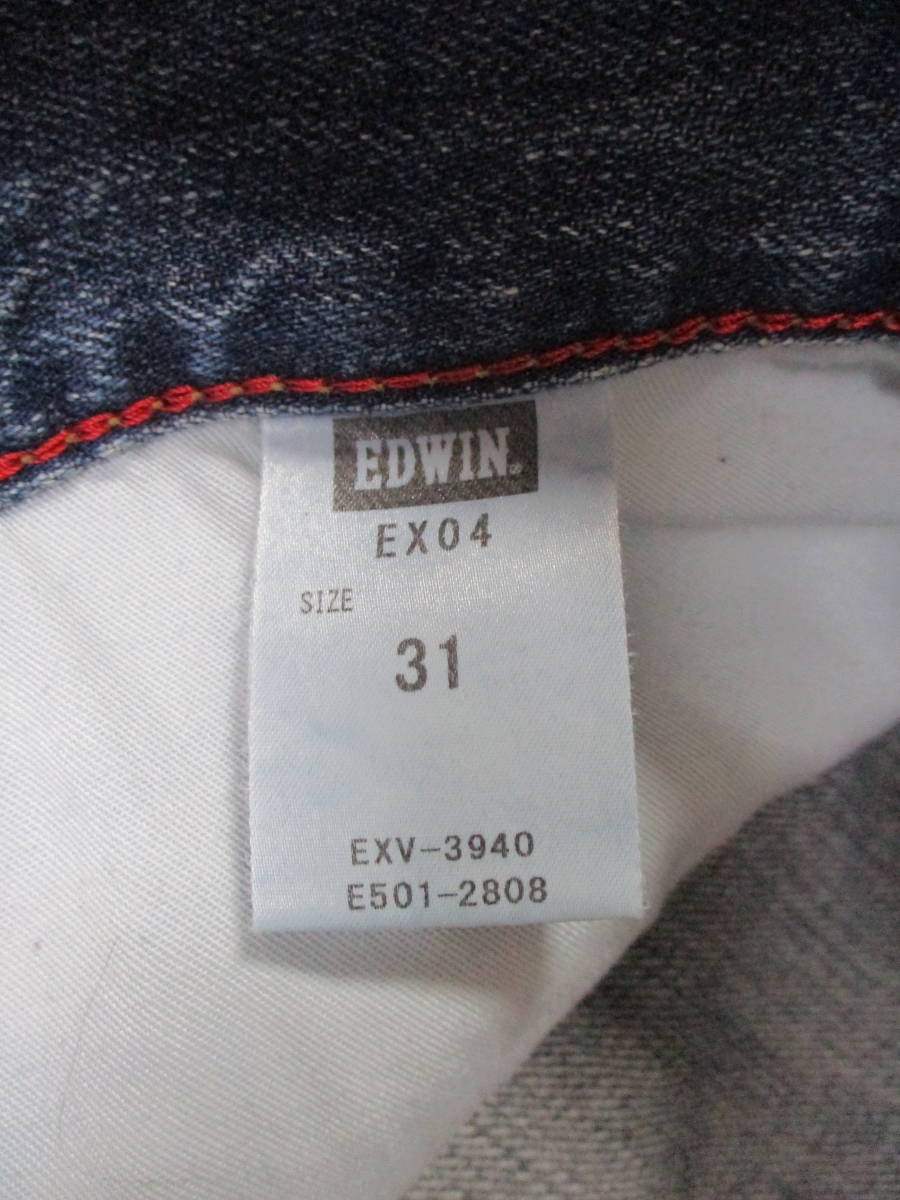 EDWIN
EX04
SIZE
31
EXV-3940
E501-2808